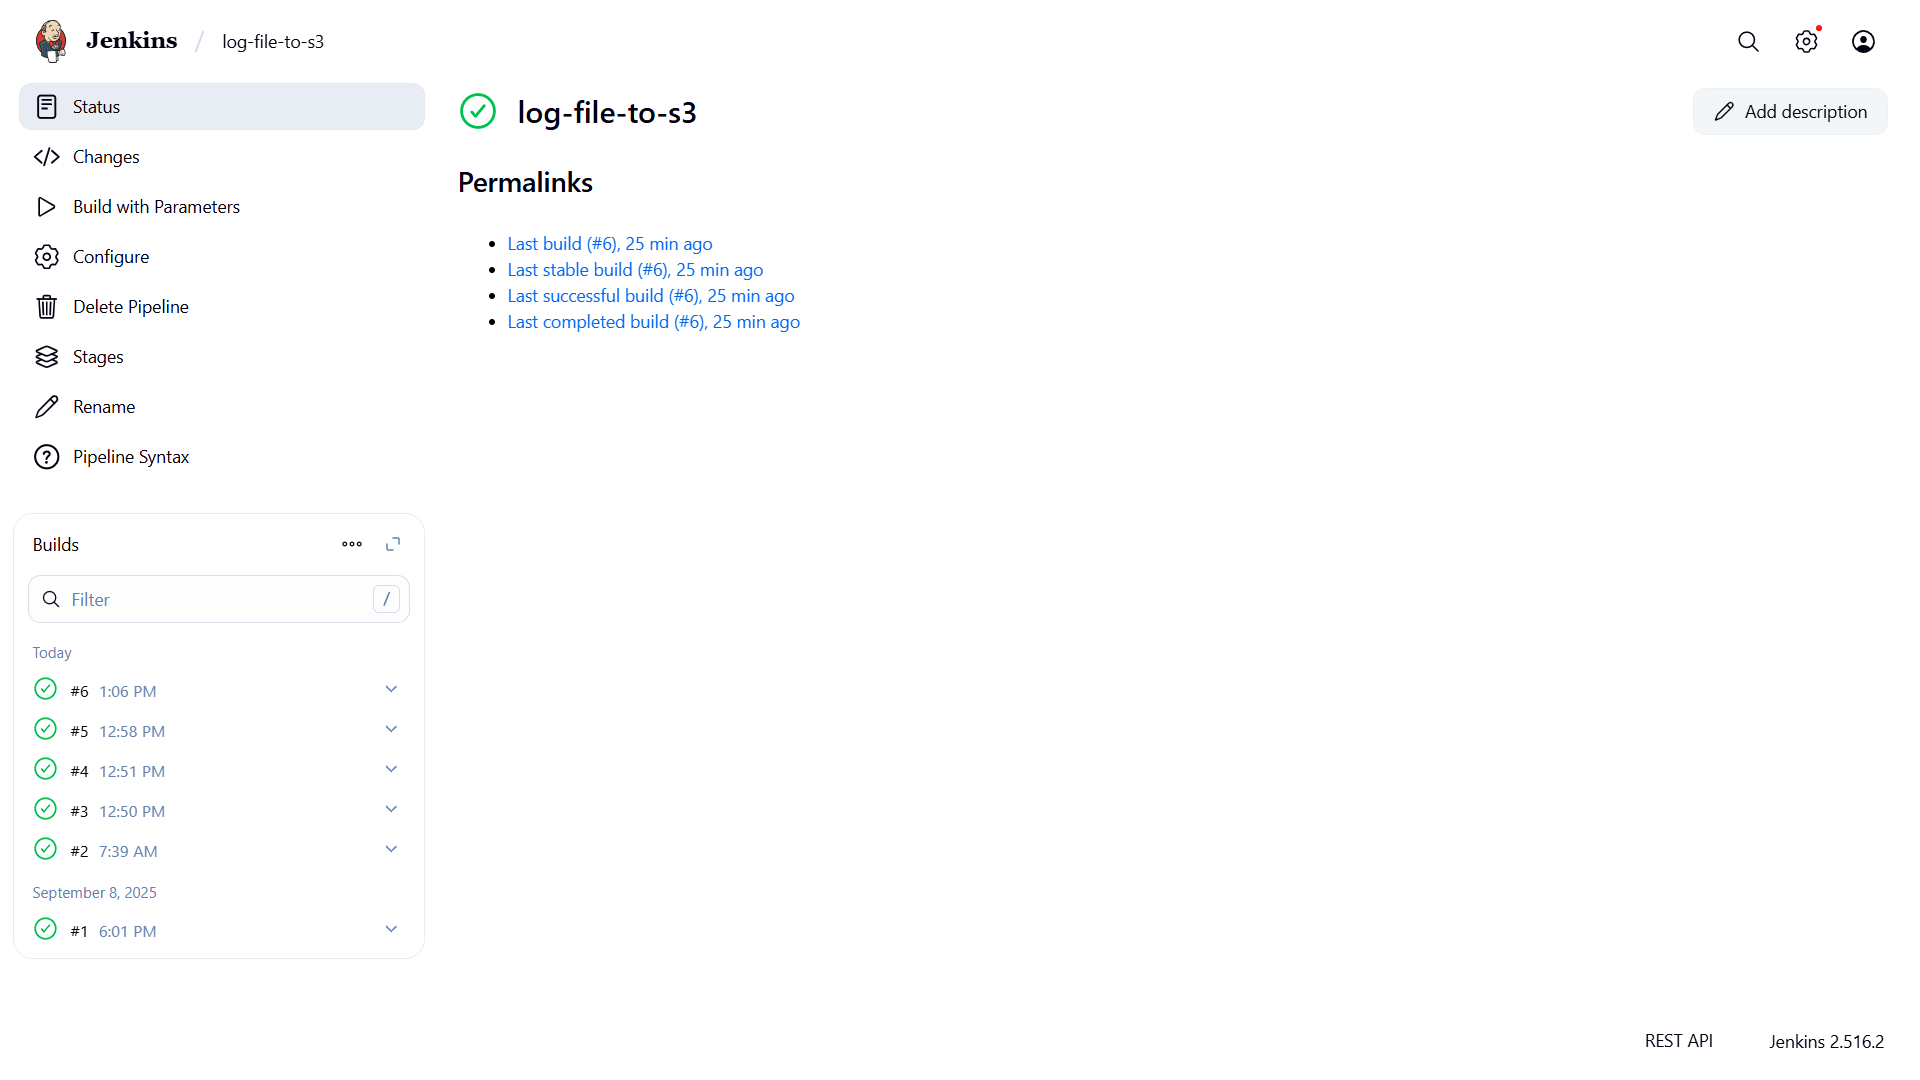 Jenkins / log-file-to-s3
Status
Changes
Build with Parameters
Configure
Delete Pipeline
Stages
Rename
Pipeline Syntax
Builds
Filter /
Today
#6 1:06 PM
#5 12:58 PM
#4 12:51 PM
#3 12:50 PM
#2 7:39 AM
September 8, 2025
#1 6:01 PM
log-file-to-s3
Add description
Permalinks
Last build (#6), 25 min ago
Last stable build (#6), 25 min ago
Last successful build (#6), 25 min ago
Last completed build (#6), 25 min ago
REST API
Jenkins 2.516.2